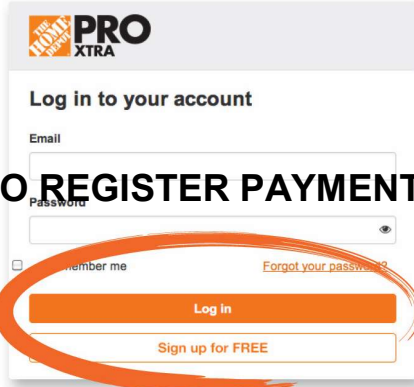 THE HOME DEPOT
PRO
XTRA
Log in to your account
Email
O REGISTER PAYMENT
Password
me
Forgot your password?
Log in
Sign up for FREE